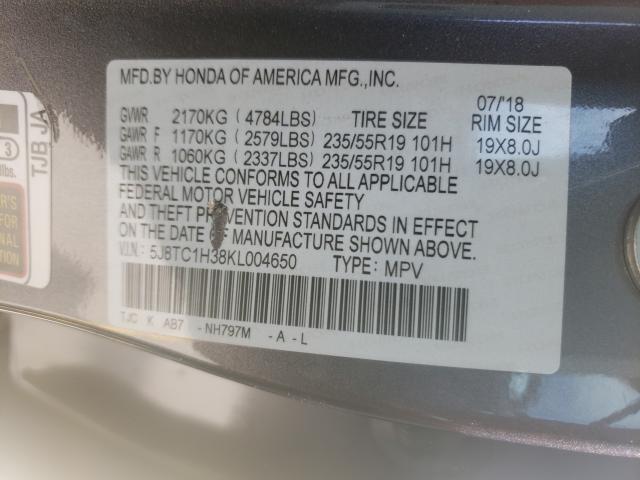 MFD.BY HONDA OF AMERICA MFG.,INC.
07/'18
GVWR 2170KG ( 4784LBS) TIRE SIZE RIM SIZE
GAWR F 1170KG ( 2579LBS) 235/55R19 101H 19X8.0J
GAWR R 1060KG ( 2337LBS) 235/55R19 101H 19X8.0J
THIS VEHICLE CONFORMS TO ALL APPLICABLE
FEDERAL MOTOR VEHICLE SAFETY
AND THEFT PREVENTION STANDARDS IN EFFECT
ON THE DATE OF MANUFACTURE SHOWN ABOVE.
V.I.N.: 5J8TC1H38KL004650 TYPE: MPV
TJC K AB7 - NH797M - A - L
TJB JA
3
lbs.